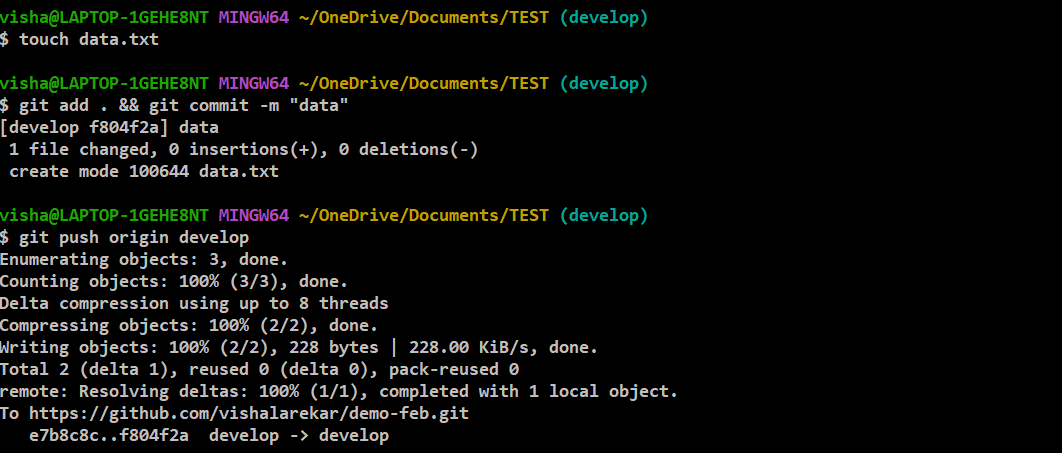 visha@LAPTOP-1GEHE8NT MINGW64 ~/OneDrive/Documents/TEST (develop)
$ touch data.txt
visha@LAPTOP-1GEHE8NT MINGW64 ~/OneDrive/Documents/TEST (develop)
$ git add . && git commit -m "data"
[develop f804f2a] data
 1 file changed, 0 insertions(+), 0 deletions(-)
 create mode 100644 data.txt
visha@LAPTOP-1GEHE8NT MINGW64 ~/OneDrive/Documents/TEST (develop)
$ git push origin develop
Enumerating objects: 3, done.
Counting objects: 100% (3/3), done.
Delta compression using up to 8 threads
Compressing objects: 100% (2/2), done.
Writing objects: 100% (2/2), 228 bytes | 228.00 KiB/s, done.
Total 2 (delta 1), reused 0 (delta 0), pack-reused 0
remote: Resolving deltas: 100% (1/1), completed with 1 local object.
To https://github.com/vishalarekar/demo-feb.git
   e7b8c8c..f804f2a  develop -> develop